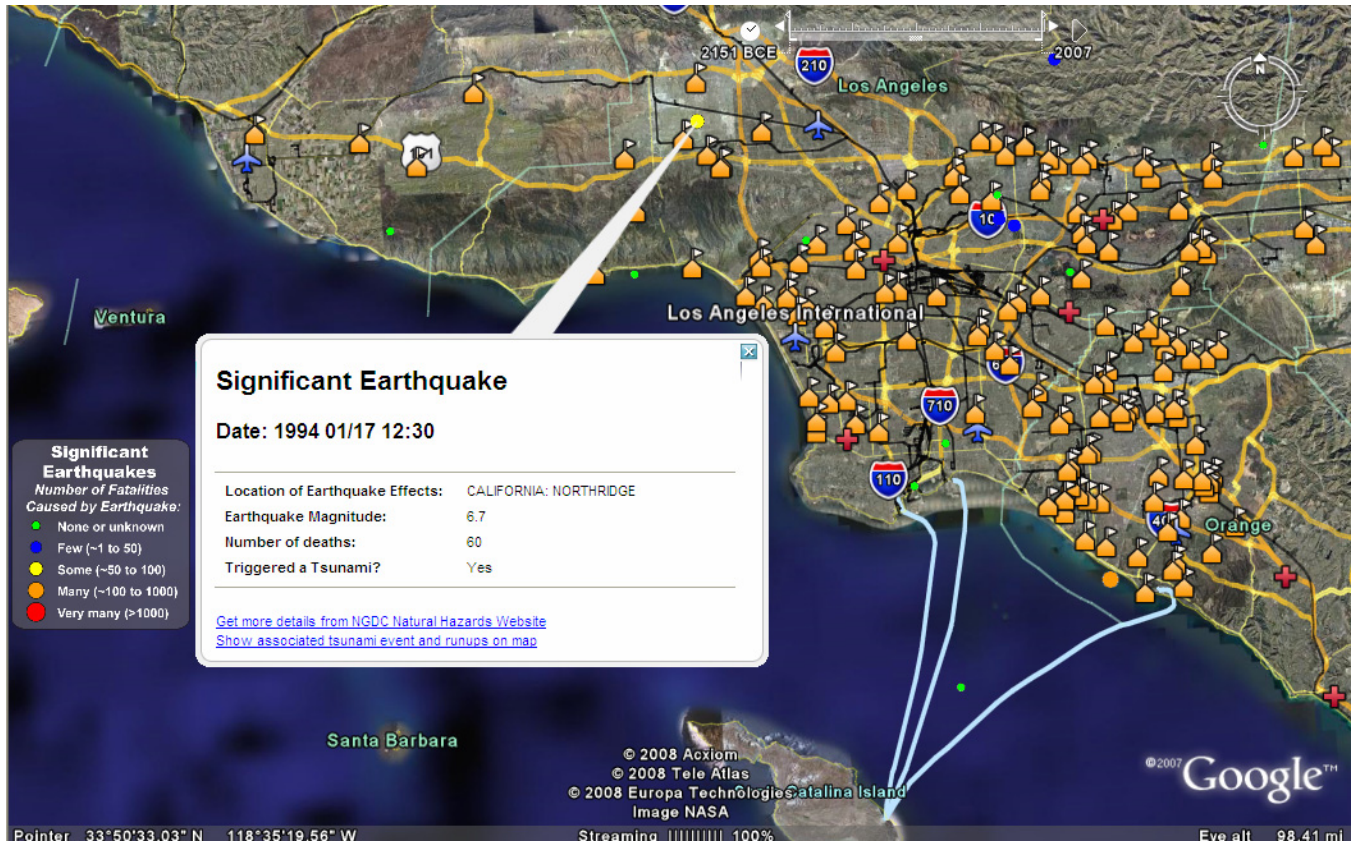 2151 BCE
2007
N
210
Los Angeles
101
10
Los Angeles International
Ventura
Significant Earthquake
Date: 1994 01/17 12:30
Location of Earthquake Effects: CALIFORNIA: NORTHRIDGE
Earthquake Magnitude: 6.7
Number of deaths: 60
Triggered a Tsunami? Yes
Get more details from NGDC Natural Hazards Website
Show associated tsunami event and runups on map
Significant
Earthquakes
Number of Fatalities
Caused by Earthquake:
None or unknown
Few (~1 to 50)
Some (~50 to 100)
Many (~100 to 1000)
Very many (>1000)
710
110
Orange
Santa Barbara
© 2008 Acxiom
© 2008 Tele Atlas
© 2008 Europa Technologies
Catalina Island
Image NASA
©2007 Google™
Pointer 33°50'33.03" N 118°35'19.56" W
Streaming |||||||||| 100%
Eye alt 98.41 mi